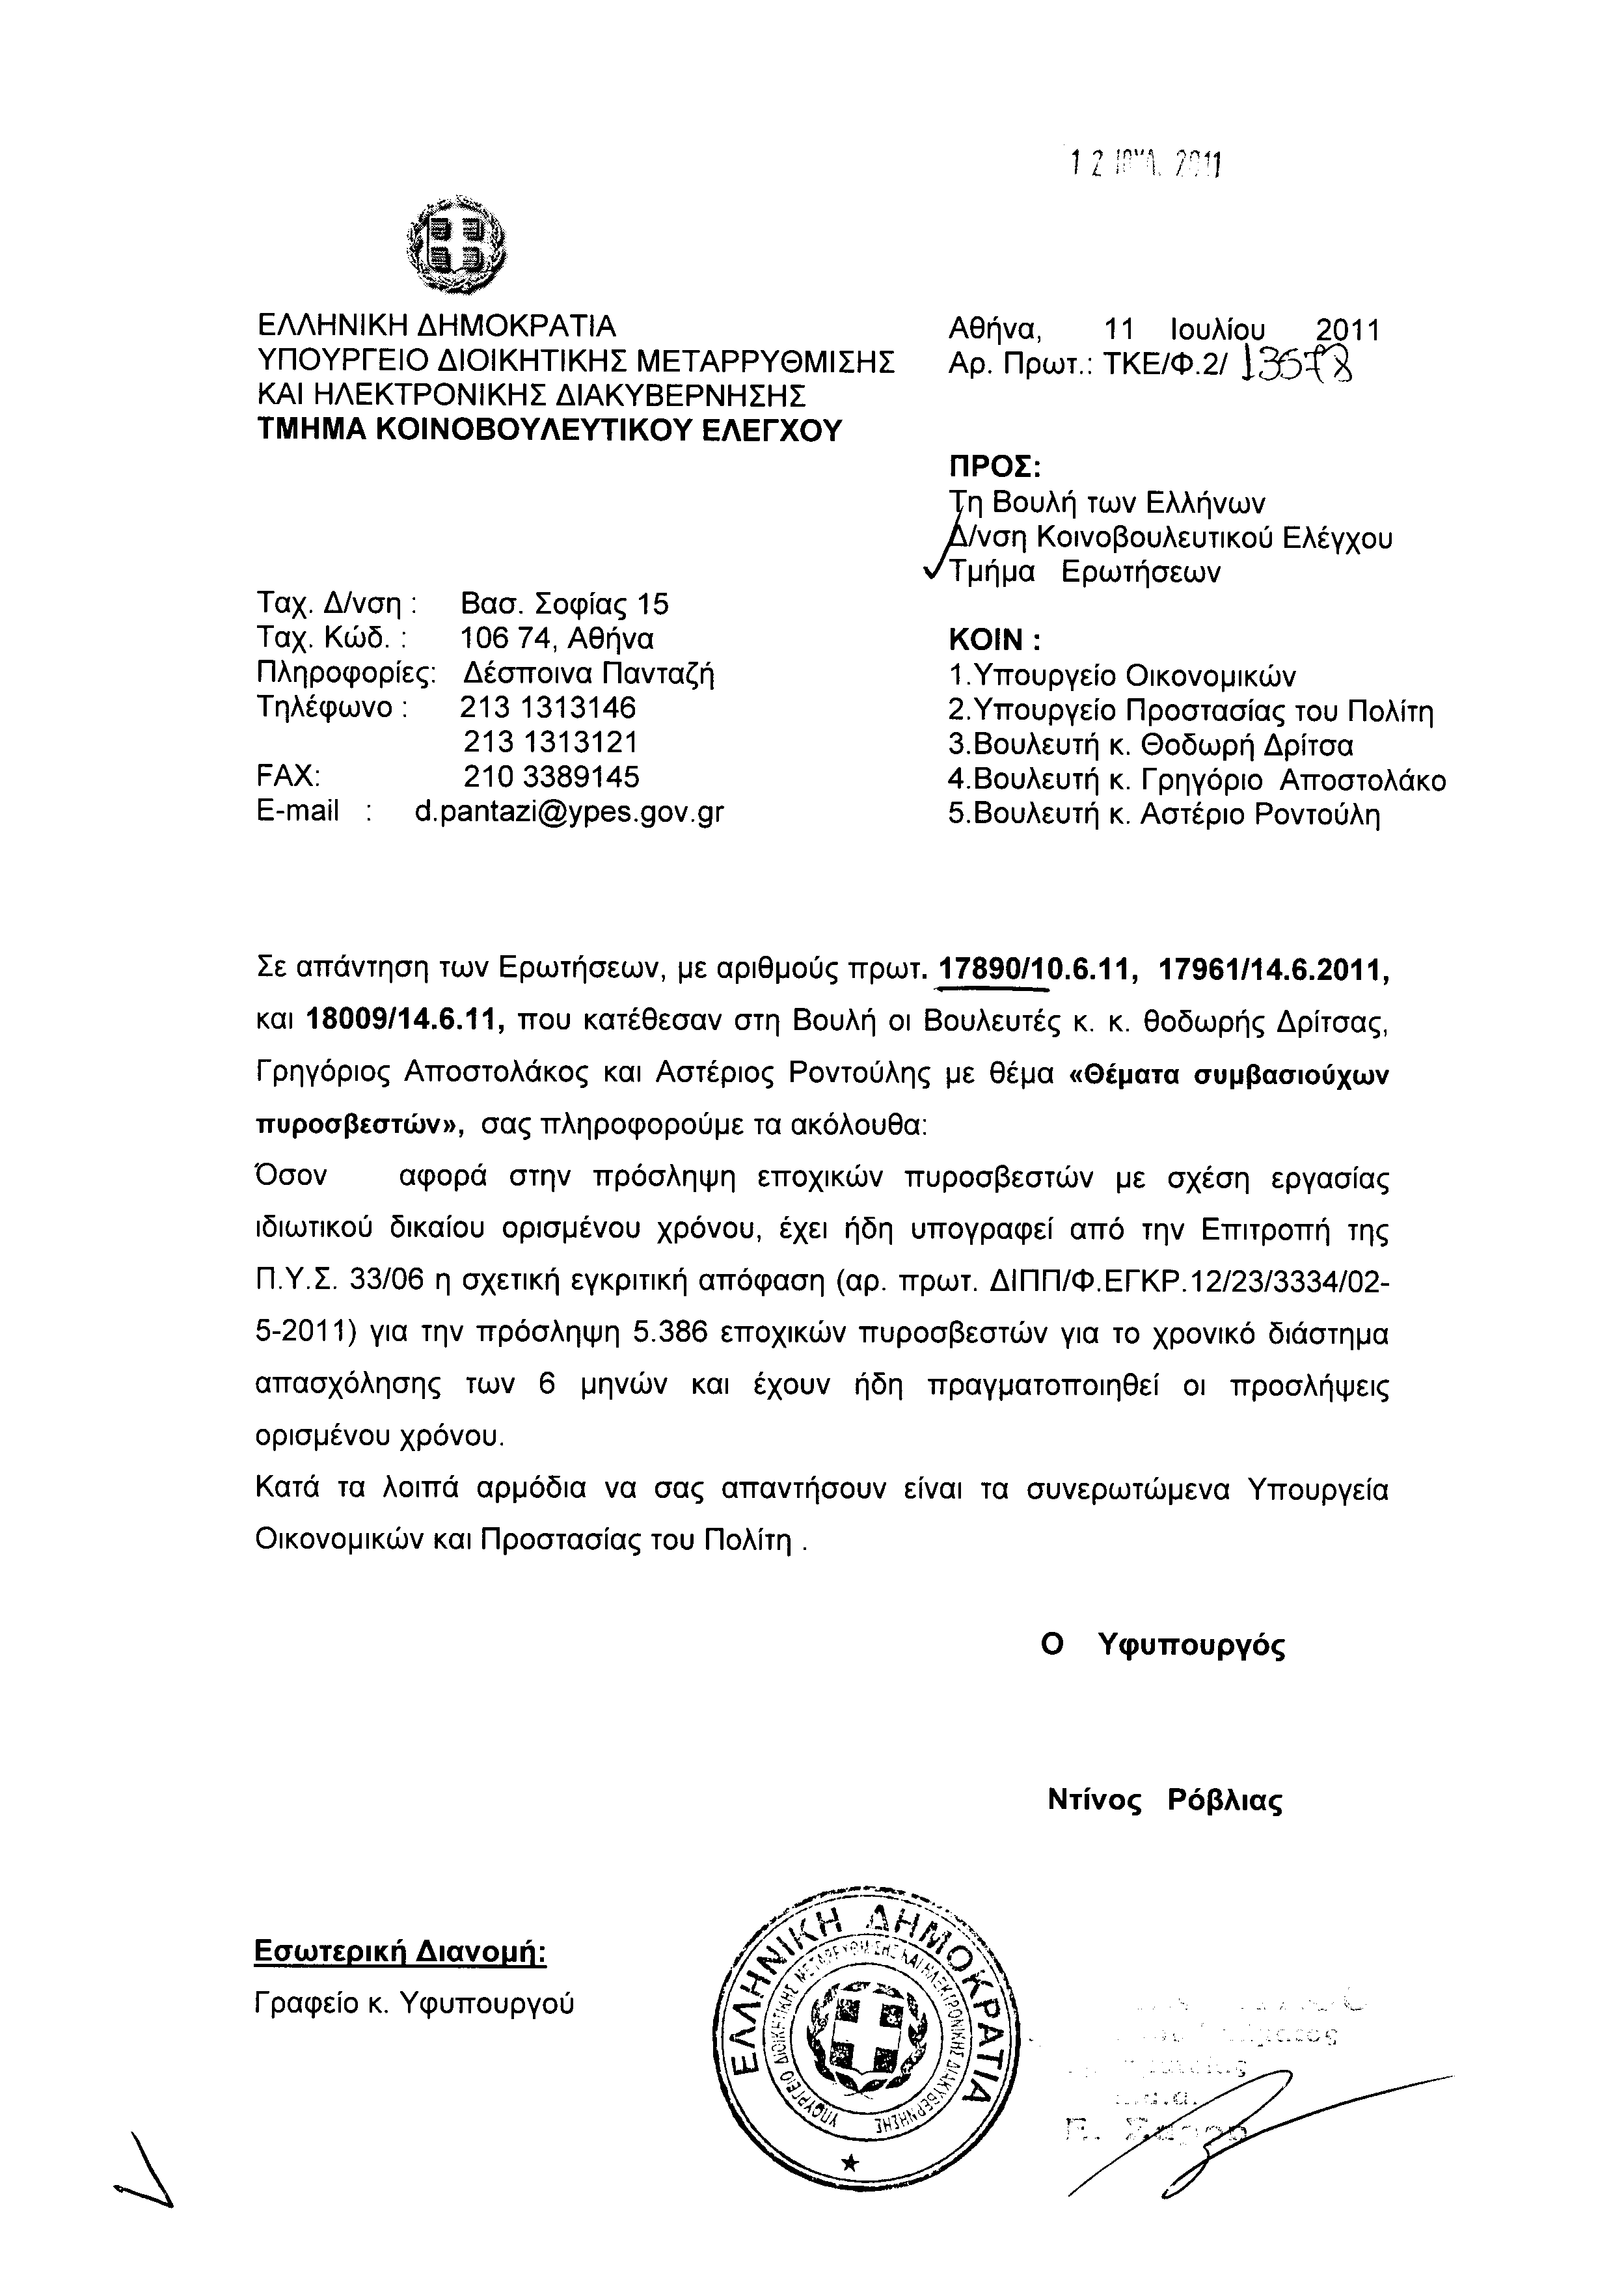 12 ΙΟΥΛ. 2011
ΕΛΛΗΝΙΚΗ ΔΗΜΟΚΡΑΤΙΑ
ΥΠΟΥΡΓΕΙΟ ΔΙΟΙΚΗΤΙΚΗΣ ΜΕΤΑΡΡΥΘΜΙΣΗΣ
ΚΑΙ ΗΛΕΚΤΡΟΝΙΚΗΣ ΔΙΑΚΥΒΕΡΝΗΣΗΣ
ΤΜΗΜΑ ΚΟΙΝΟΒΟΥΛΕΥΤΙΚΟΥ ΕΛΕΓΧΟΥ
Αθήνα, 11 Ιουλίου 2011
Αρ. Πρωτ.: ΤΚΕ/Φ.2/ 13578
ΠΡΟΣ:
Τη Βουλή των Ελλήνων
Δ/νση Κοινοβουλευτικού Ελέγχου
Τμήμα Ερωτήσεων
Ταχ. Δ/νση : Βασ. Σοφίας 15
Ταχ. Κώδ. : 106 74, Αθήνα
Πληροφορίες: Δέσποινα Πανταζή
Τηλέφωνο : 213 1313146
213 1313121
FAX: 210 3389145
E-mail : d.pantazi@ypes.gov.gr
ΚΟΙΝ :
1.Υπουργείο Οικονομικών
2.Υπουργείο Προστασίας του Πολίτη
3.Βουλευτή κ. Θοδωρή Δρίτσα
4.Βουλευτή κ. Γρηγόριο Αποστολάκο
5.Βουλευτή κ. Αστέριο Ροντούλη
Σε απάντηση των Ερωτήσεων, με αριθμούς πρωτ. 17890/10.6.11, 17961/14.6.2011,
και 18009/14.6.11, που κατέθεσαν στη Βουλή οι Βουλευτές κ. κ. θοδωρής Δρίτσας,
Γρηγόριος Αποστολάκος και Αστέριος Ροντούλης με θέμα «Θέματα συμβασιούχων
πυροσβεστών», σας πληροφορούμε τα ακόλουθα:
Όσον αφορά στην πρόσληψη εποχικών πυροσβεστών με σχέση εργασίας
ιδιωτικού δικαίου ορισμένου χρόνου, έχει ήδη υπογραφεί από την Επιτροπή της
Π.Υ.Σ. 33/06 η σχετική εγκριτική απόφαση (αρ. πρωτ. ΔΙΠΠ/Φ.ΕΓΚΡ.12/23/3334/02-
5-2011) για την πρόσληψη 5.386 εποχικών πυροσβεστών για το χρονικό διάστημα
απασχόλησης των 6 μηνών και έχουν ήδη πραγματοποιηθεί οι προσλήψεις
ορισμένου χρόνου.
Κατά τα λοιπά αρμόδια να σας απαντήσουν είναι τα συνερωτώμενα Υπουργεία
Οικονομικών και Προστασίας του Πολίτη .
Ο Υφυπουργός
Ντίνος Ρόβλιας
Εσωτερική Διανομή:
Γραφείο κ. Υφυπουργού
ΕΛΛΗΝΙΚΗ ΔΗΜΟΚΡΑΤΙΑ
ΥΠΟΥΡΓΕΙΟ ΔΙΟΙΚΗΤΙΚΗΣ ΜΕΤΑΡΡΥΘΜΙΣΗΣ ΚΑΙ ΗΛΕΚΤΡΟΝΙΚΗΣ ΔΙΑΚΥΒΕΡΝΗΣΗΣ